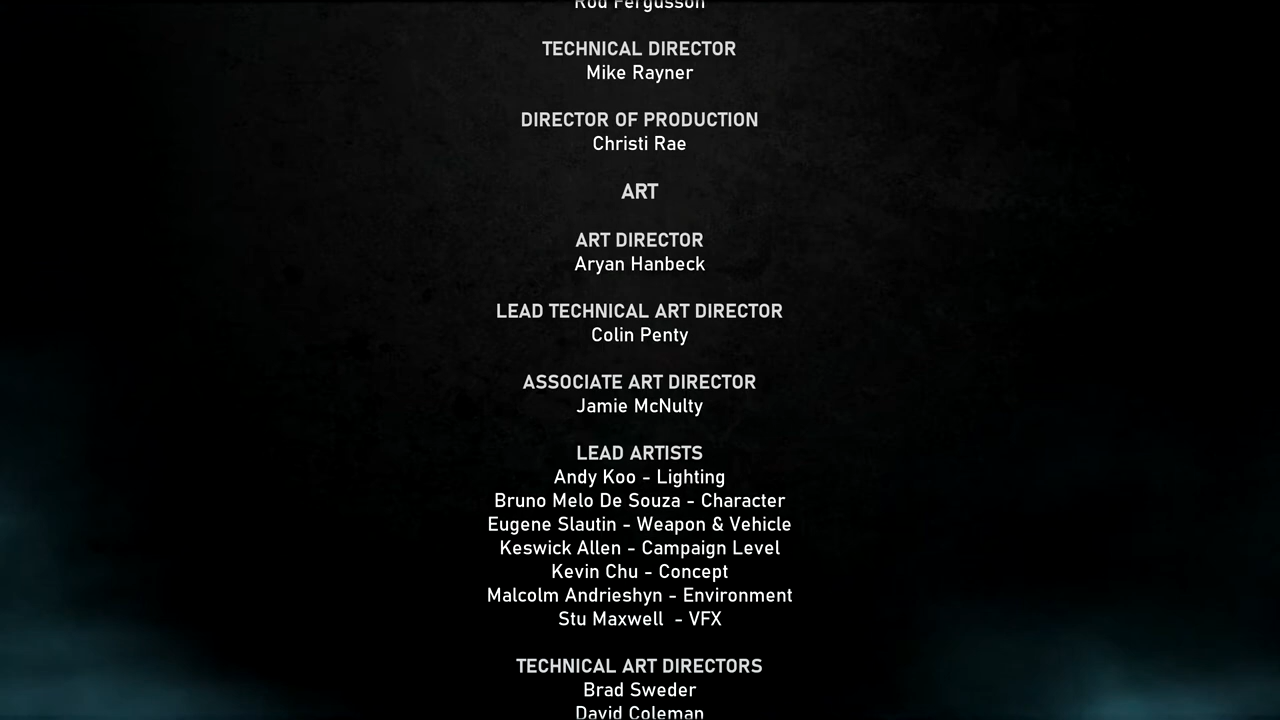 Rod Fergusson
TECHNICAL DIRECTOR
Mike Rayner
DIRECTOR OF PRODUCTION
Christi Rae
ART
ART DIRECTOR
Aryan Hanbeck
LEAD TECHNICAL ART DIRECTOR
Colin Penty
ASSOCIATE ART DIRECTOR
Jamie McNulty
LEAD ARTISTS
Andy Koo - Lighting
Bruno Melo De Souza - Character
Eugene Slautin - Weapon & Vehicle
Keswick Allen - Campaign Level
Kevin Chu - Concept
Malcolm Andrieshyn - Environment
Stu Maxwell  - VFX
TECHNICAL ART DIRECTORS
Brad Sweder
David Coleman